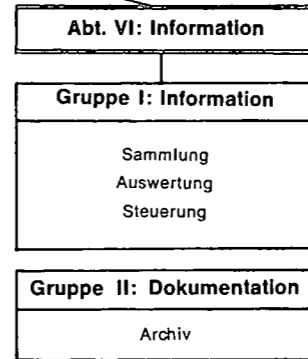 Abt. VI: Information
Gruppe I: Information
Sammlung
Auswertung
Steuerung
Gruppe II: Dokumentation
Archiv